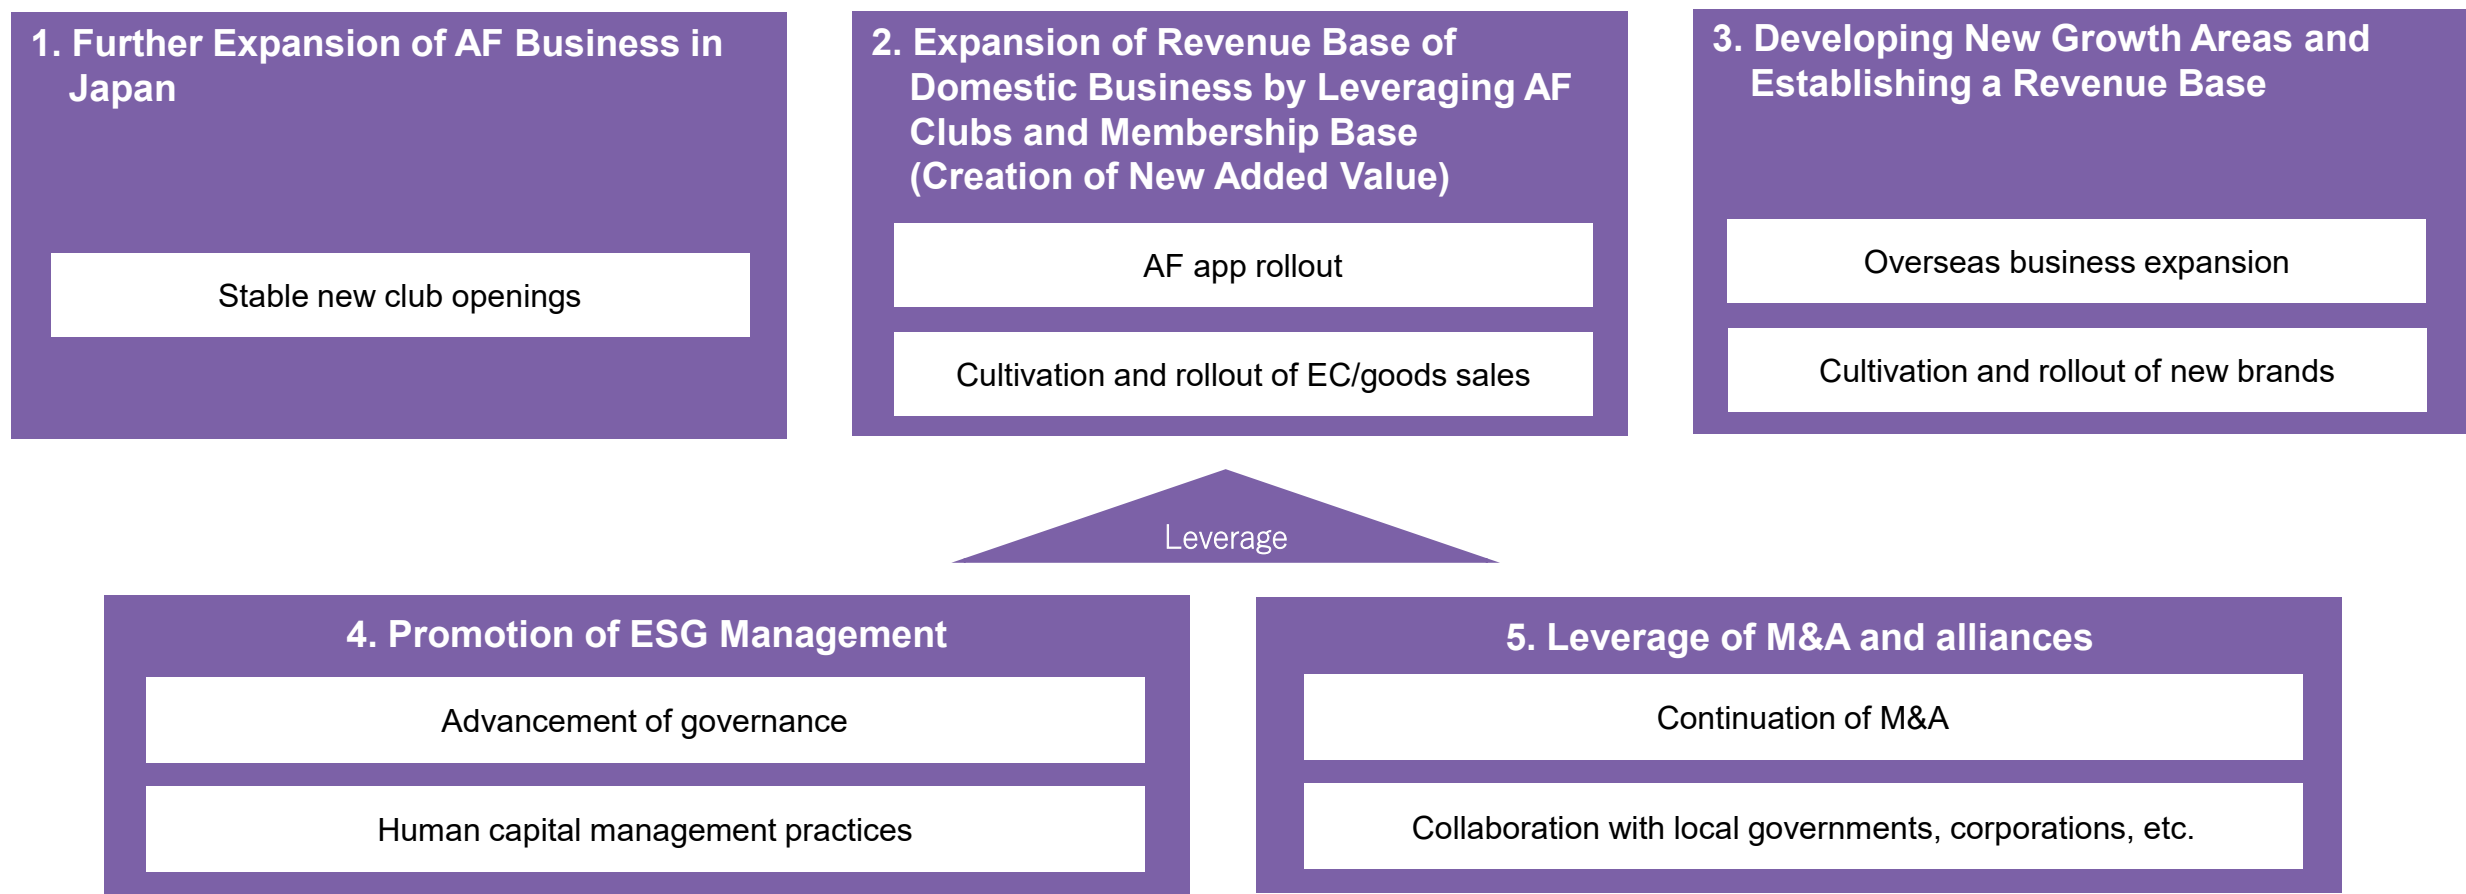 1. Further Expansion of AF Business in
Japan
Stable new club openings
2. Expansion of Revenue Base of
Domestic Business by Leveraging AF
Clubs and Membership Base
(Creation of New Added Value)
AF app rollout
Cultivation and rollout of EC/goods sales
3. Developing New Growth Areas and
Establishing a Revenue Base
Overseas business expansion
Cultivation and rollout of new brands
Leverage
4. Promotion of ESG Management
Advancement of governance
Human capital management practices
5. Leverage of M&A and alliances
Continuation of M&A
Collaboration with local governments, corporations, etc.